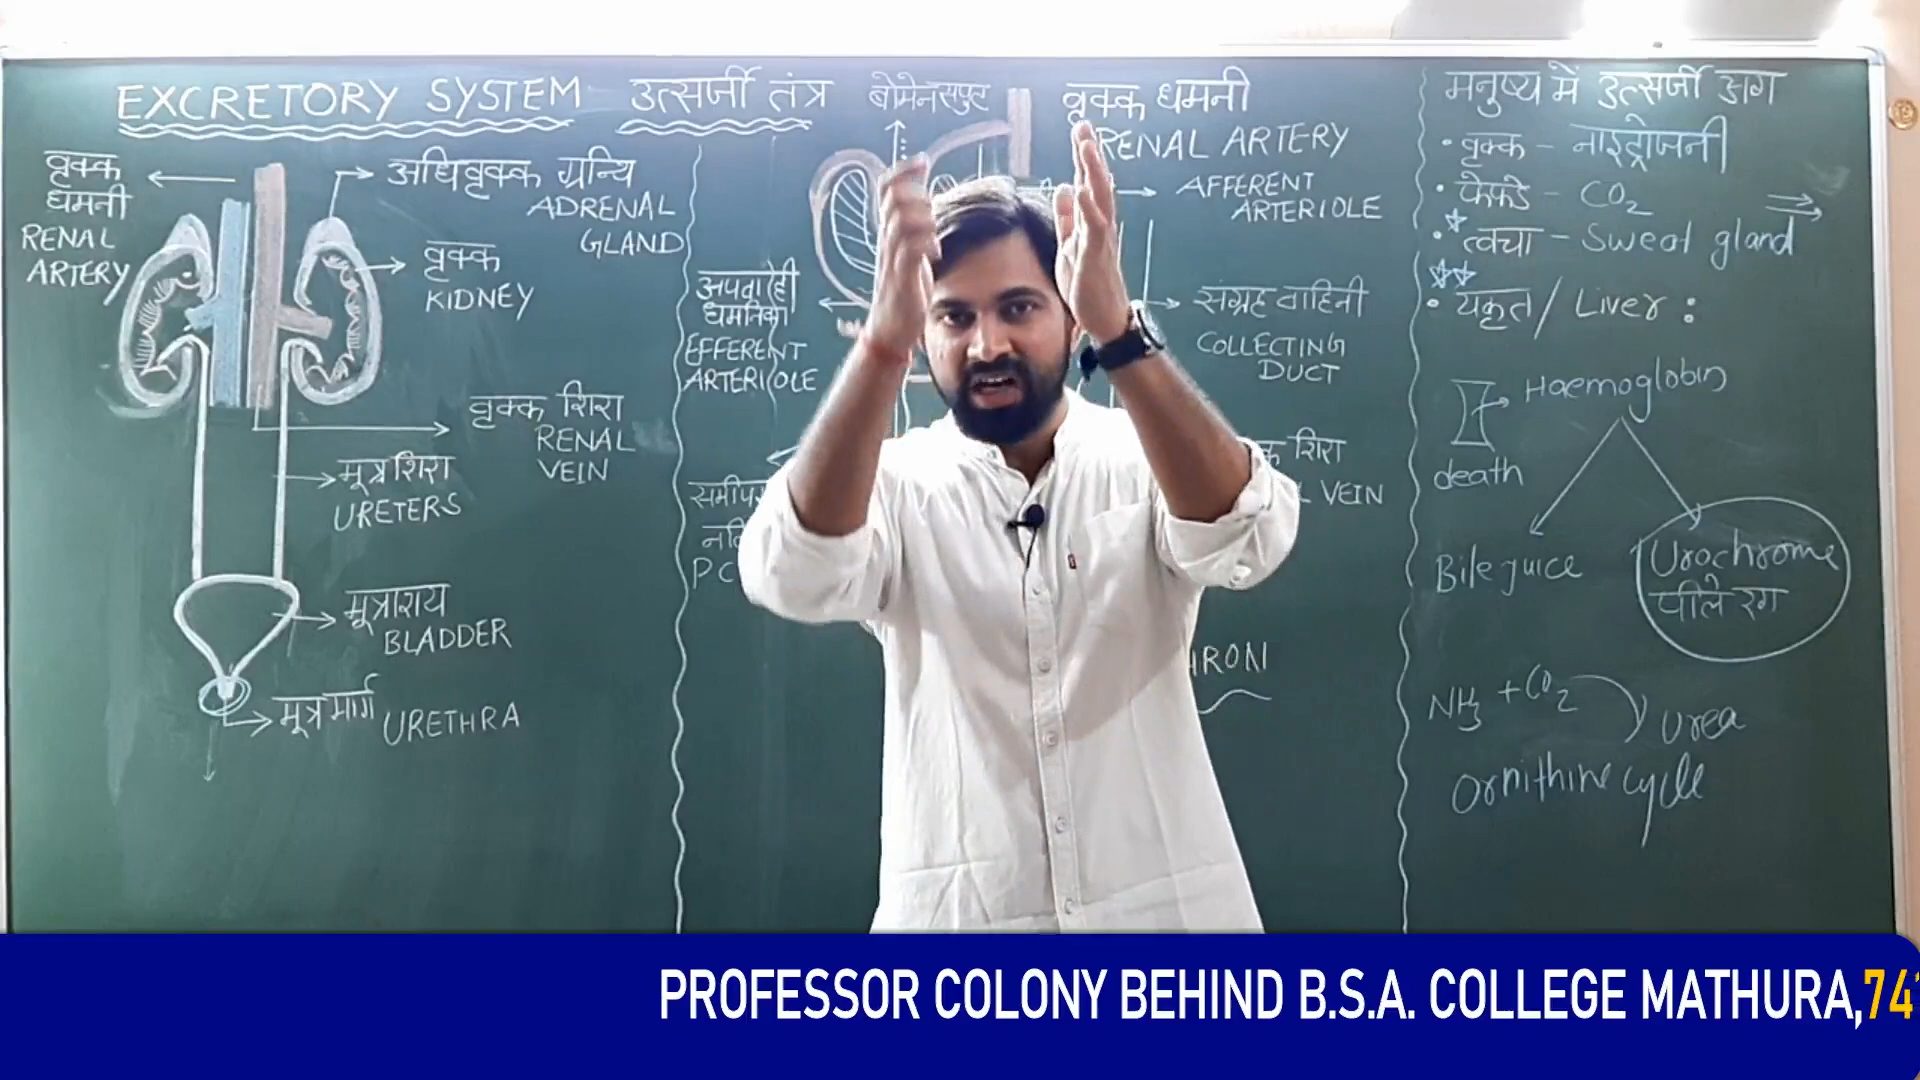 EXCRETORY SYSTEM उत्सर्जी तंत्र
वृक्क
धमनी
RENAL
ARTERY
अधिवृक्क ग्रन्थि
ADRENAL
GLAND
वृक्क
KIDNEY
वृक्क शिरा
RENAL
VEIN
मूत्रशिरा
URETERS
मूत्राशय
BLADDER
मूत्रमार्ग URETHRA
बोमेनसपुट
वृक्क धमनी
RENAL ARTERY
AFFERENT
ARTERIOLE
अपवाही
धमनिका
EFFERENT
ARTERIOLE
संग्रह वाहिनी
COLLECTING
DUCT
शिरा
VEIN
मनुष्य में उत्सर्जी अंग
• वृक्क - नाइट्रोजनी
• फेफडे - CO2
• त्वचा - Sweat gland
• यकृत / Liver :
Haemoglobin
death
Bile juice
Urochrome
पीले रंग
NH3 + CO2
Urea
Ornithine cycle
PROFESSOR COLONY BEHIND B.S.A. COLLEGE MATHURA,74